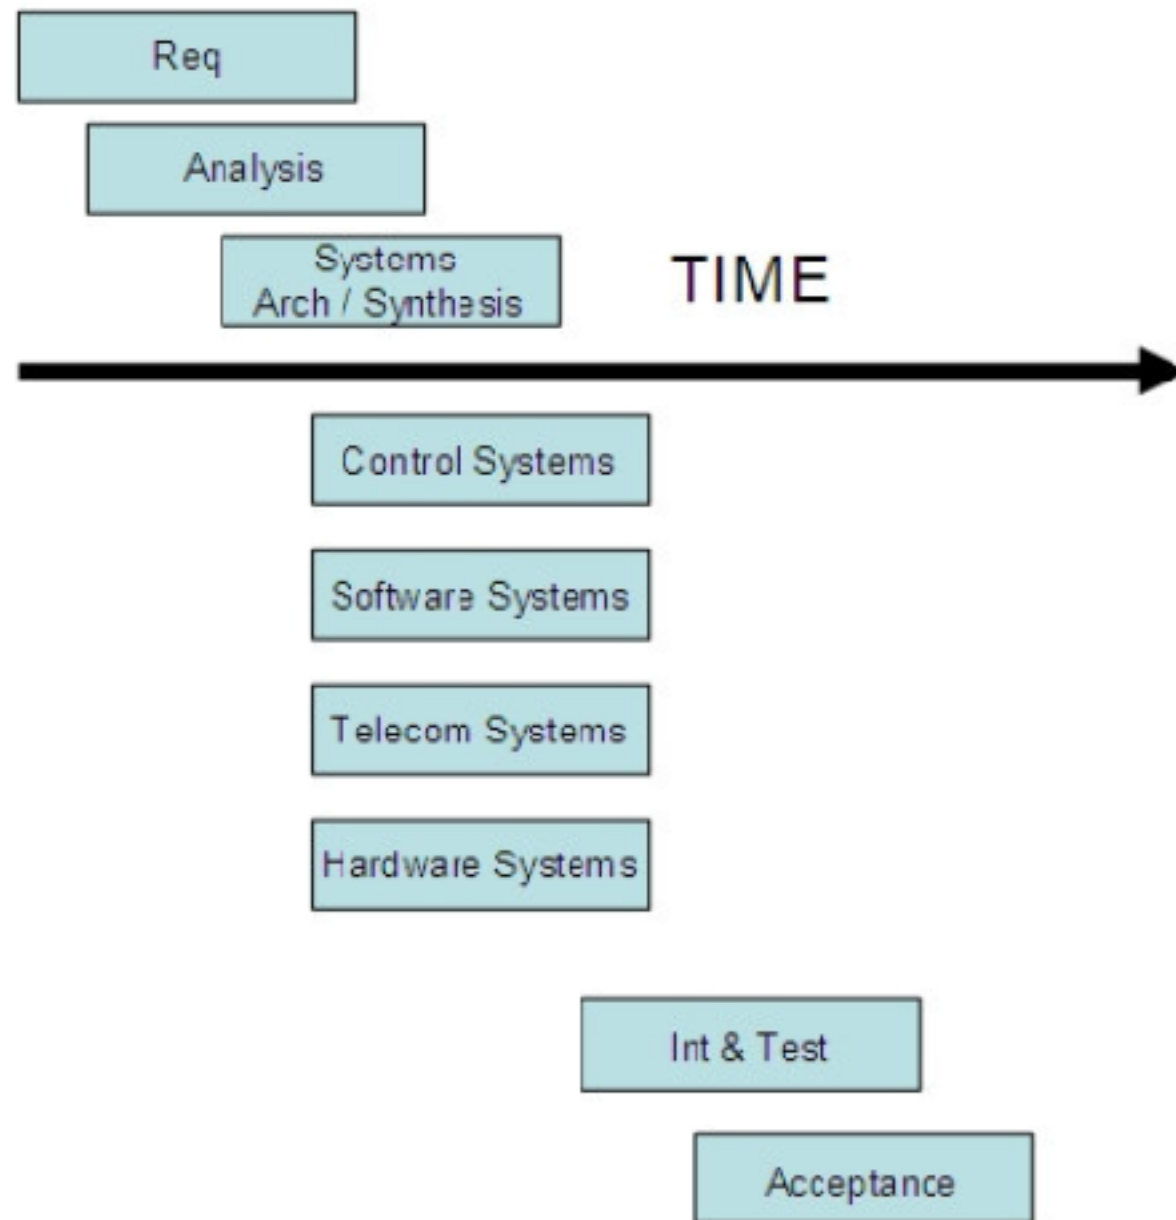 Req
Analysis
Systems
Arch / Synthesis
TIME
Control Systems
Software Systems
Telecom Systems
Hardware Systems
Int & Test
Acceptance